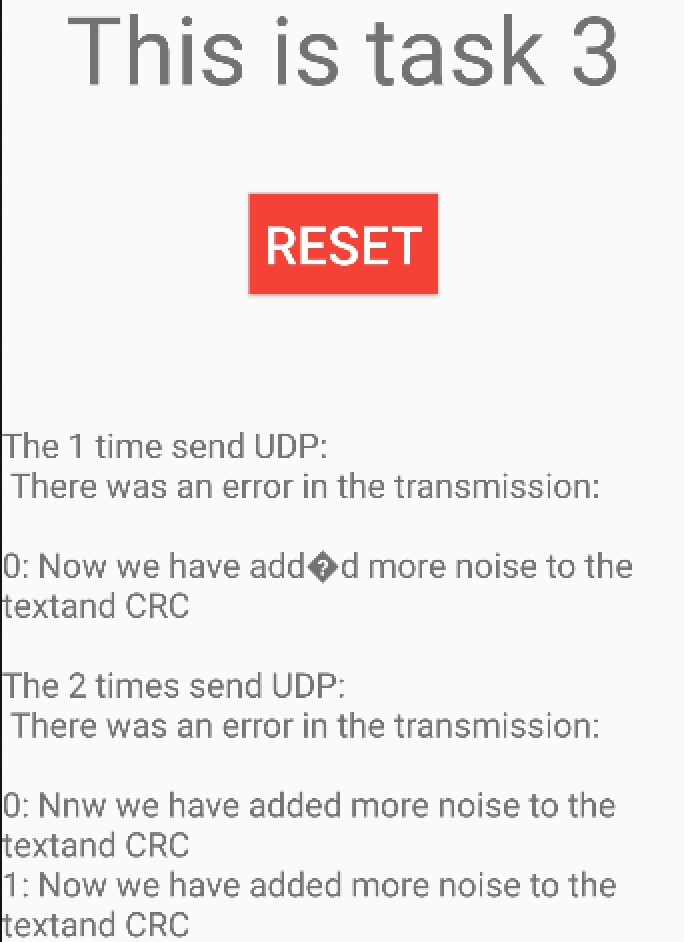 This is task 3
RESET
The 1 time send UDP:
There was an error in the transmission:
0: Now we have add�d more noise to the
textand CRC
The 2 times send UDP:
There was an error in the transmission:
0: Nnw we have added more noise to the
textand CRC
1: Now we have added more noise to the
textand CRC